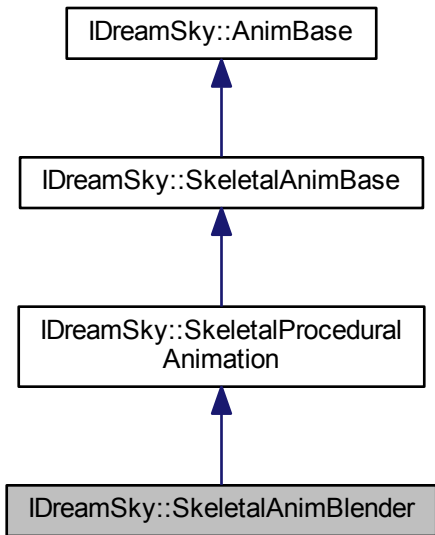 IDreamSky::AnimBase
IDreamSky::SkeletalAnimBase
IDreamSky::SkeletalProcedural
Animation
IDreamSky::SkeletalAnimBlender